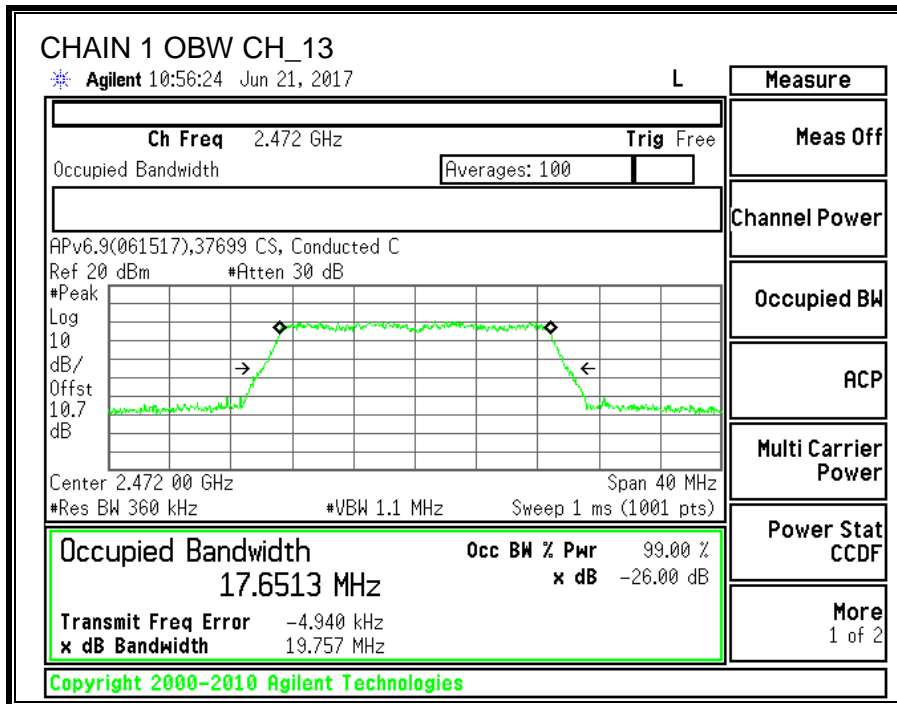 CHAIN 1 OBW CH_13
Agilent 10:56:24 Jun 21, 2017 L
Measure
Ch Freq 2.472 GHz Trig Free
Occupied Bandwidth Averages: 100
APv6.9(061517),37699 CS, Conducted C
Ref 20 dBm #Atten 30 dB
#Peak
Log
10
dB/
Offst
10.7
dB
Center 2.472 00 GHz Span 40 MHz
#Res BW 360 kHz #VBW 1.1 MHz Sweep 1 ms (1001 pts)
Occupied Bandwidth Occ BW % Pwr 99.00 %
17.6513 MHz x dB -26.00 dB
Transmit Freq Error -4.940 kHz
x dB Bandwidth 19.757 MHz
Copyright 2000-2010 Agilent Technologies
Meas Off
Channel Power
Occupied BW
ACP
Multi Carrier
Power
Power Stat
CCDF
More
1 of 2